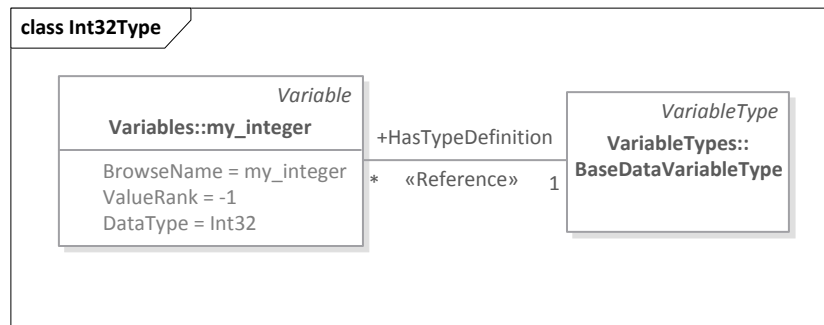 class Int32Type
Variable
Variables::my_integer
BrowseName = my_integer
ValueRank = -1
DataType = Int32
+HasTypeDefinition
* «Reference» 1
VariableType
VariableTypes::
BaseDataVariableType